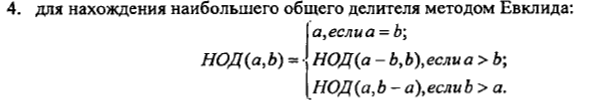 4. для нахождения наибольшего общего делителя методом Евклида:
a, если a = b;
НОД(a,b) = НОД(a − b,b), если a > b;
НОД(a,b − a), если b > a.